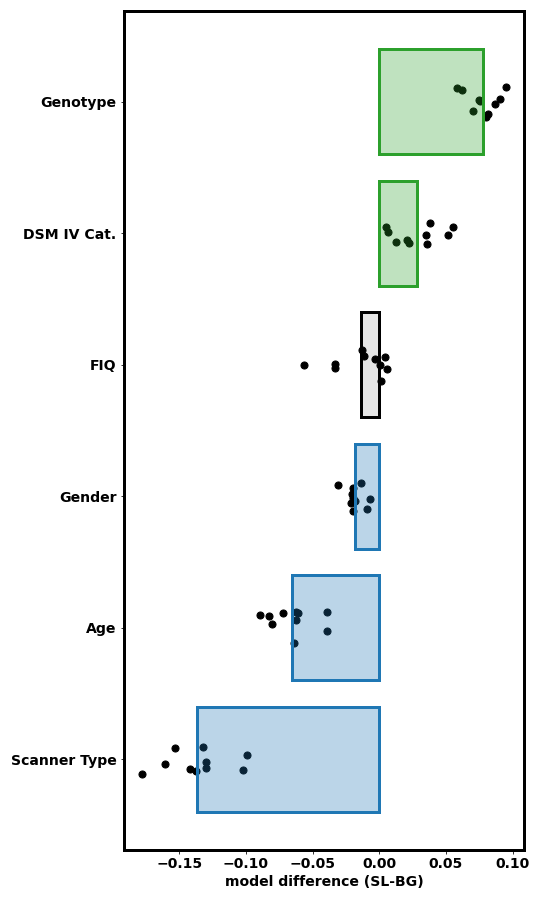 Genotype
DSM IV Cat.
FIQ
Gender
Age
Scanner Type
−0.15 −0.10 −0.05 0.00 0.05 0.10
model difference (SL-BG)